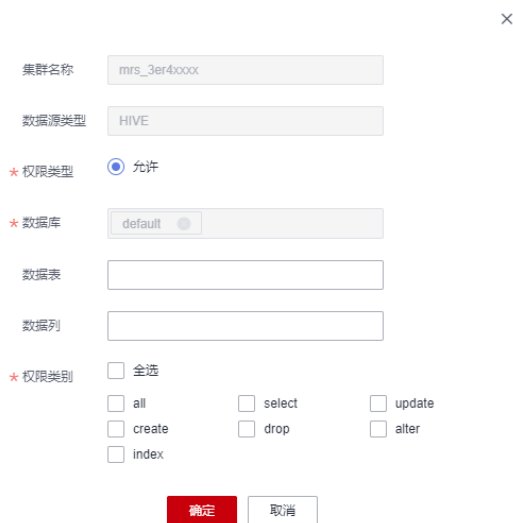 集群名称 mrs_3er4xxxx
数据源类型 HIVE
* 权限类型 允许
* 数据库 default
数据表
数据列
* 权限类别 全选
all select update
create drop alter
index
确定 取消